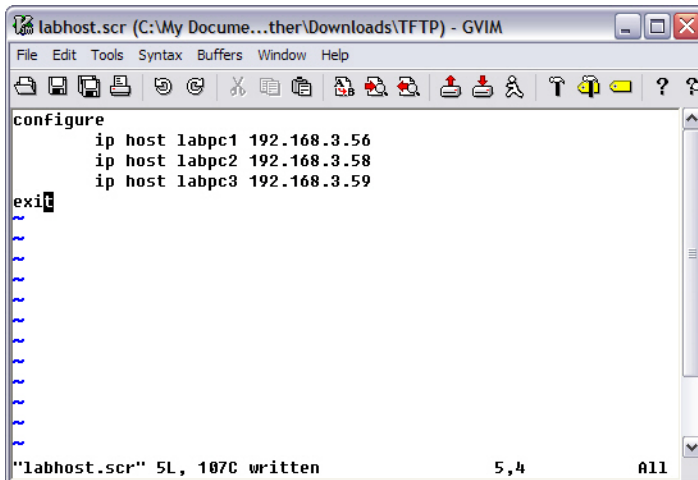 labhost.scr (C:\My Docume...ther\Downloads\TFTP) - GVIM
File Edit Tools Syntax Buffers Window Help
configure
        ip host labpc1 192.168.3.56
        ip host labpc2 192.168.3.58
        ip host labpc3 192.168.3.59
exit
~
~
~
~
~
~
~
~
~
~
~
~
"labhost.scr" 5L, 107C written 5,4 All